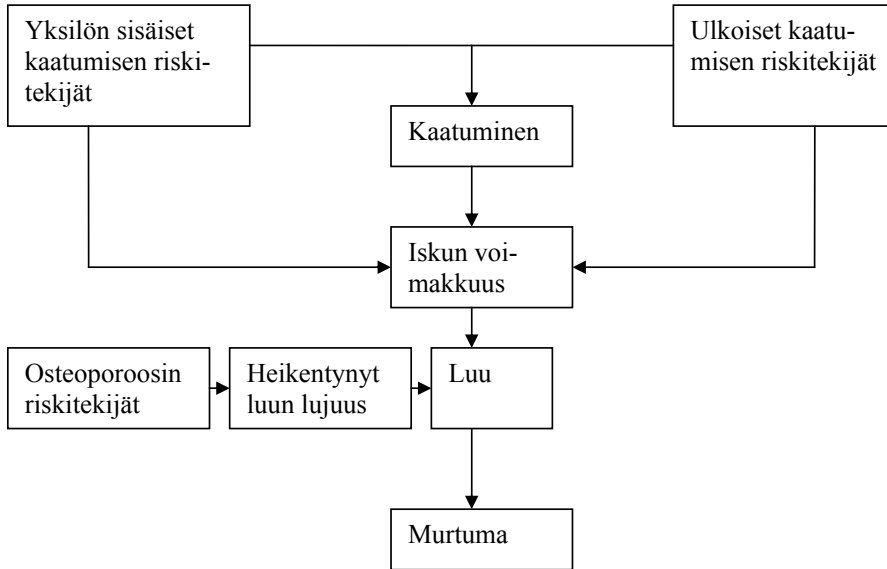 Yksilön sisäiset
kaatumisen riski-
tekijät
Ulkoiset kaatu-
misen riskitekijät
Kaatuminen
Iskun voi-
makkuus
Osteoporoosin
riskitekijät
Heikentynyt
luun lujuus
Luu
Murtuma